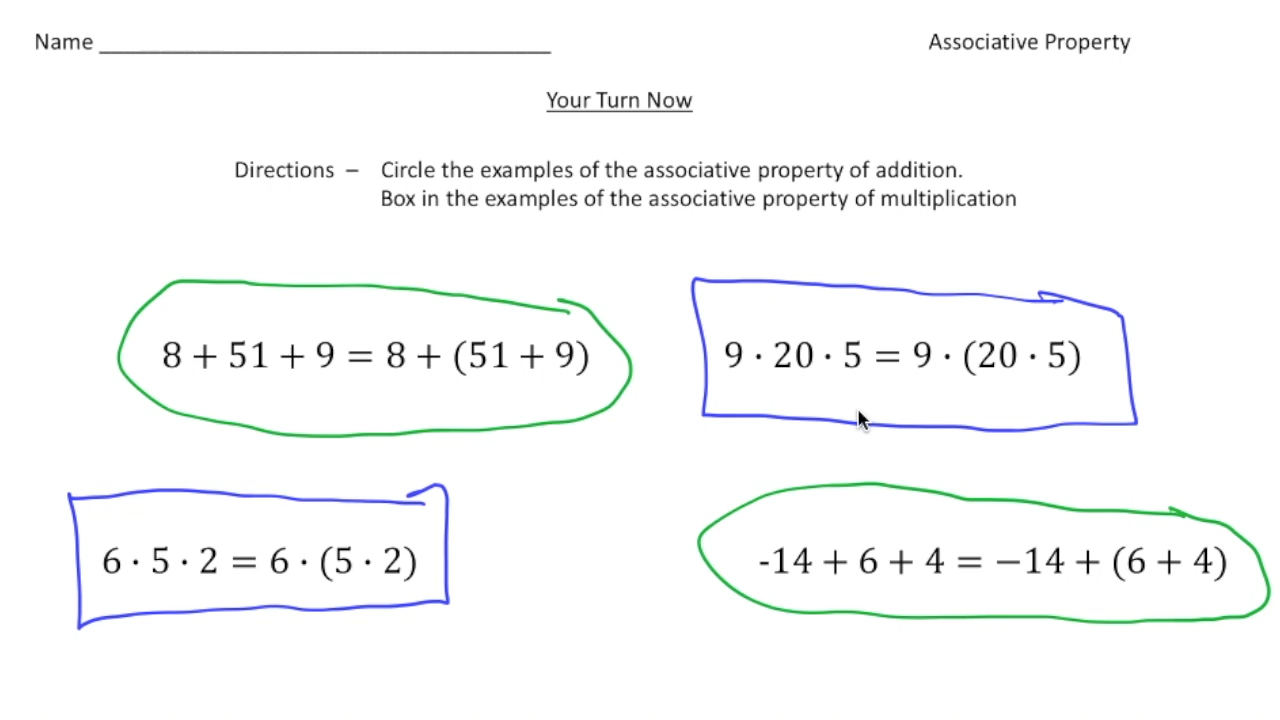 Name ____________________ Associative Property
Your Turn Now
Directions – Circle the examples of the associative property of addition.
Box in the examples of the associative property of multiplication
8 + 51 + 9 = 8 + (51 + 9)
9 · 20 · 5 = 9 · (20 · 5)
6 · 5 · 2 = 6 · (5 · 2)
-14 + 6 + 4 = −14 + (6 + 4)